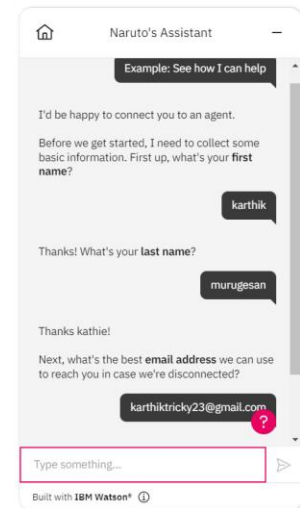 Naruto's Assistant
Example: See how I can help
I'd be happy to connect you to an agent.
Before we get started, I need to collect some
basic information. First up, what's your first
name?
karthik
Thanks! What's your last name?
murugesan
Thanks kathie!
Next, what's the best email address we can use
to reach you in case we're disconnected?
karthiktricky23@gmail.com
?
Type something...
Built with IBM Watson®